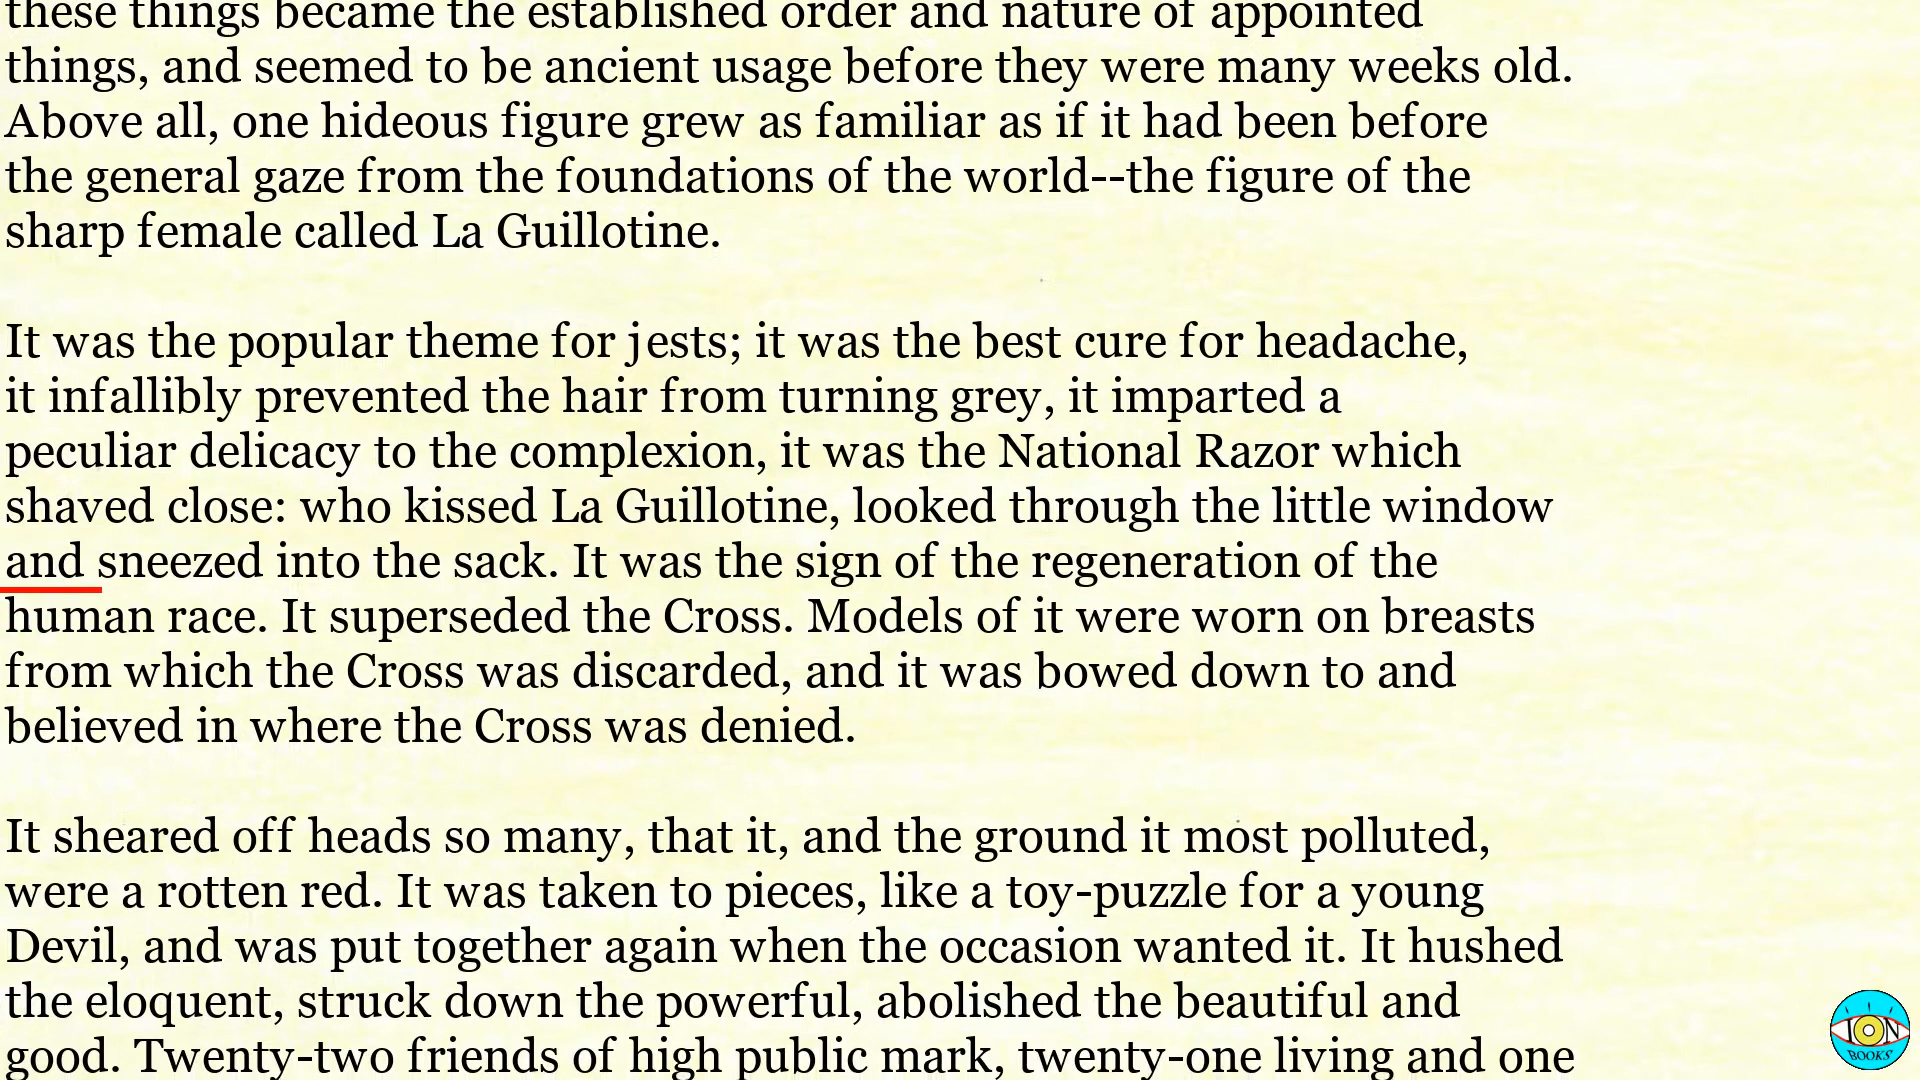 these things became the established order and nature of appointed
things, and seemed to be ancient usage before they were many weeks old.
Above all, one hideous figure grew as familiar as if it had been before
the general gaze from the foundations of the world--the figure of the
sharp female called La Guillotine.
It was the popular theme for jests; it was the best cure for headache,
it infallibly prevented the hair from turning grey, it imparted a
peculiar delicacy to the complexion, it was the National Razor which
shaved close: who kissed La Guillotine, looked through the little window
and sneezed into the sack. It was the sign of the regeneration of the
human race. It superseded the Cross. Models of it were worn on breasts
from which the Cross was discarded, and it was bowed down to and
believed in where the Cross was denied.
It sheared off heads so many, that it, and the ground it most polluted,
were a rotten red. It was taken to pieces, like a toy-puzzle for a young
Devil, and was put together again when the occasion wanted it. It hushed
the eloquent, struck down the powerful, abolished the beautiful and
good. Twenty-two friends of high public mark, twenty-one living and one
ION
BOOKS